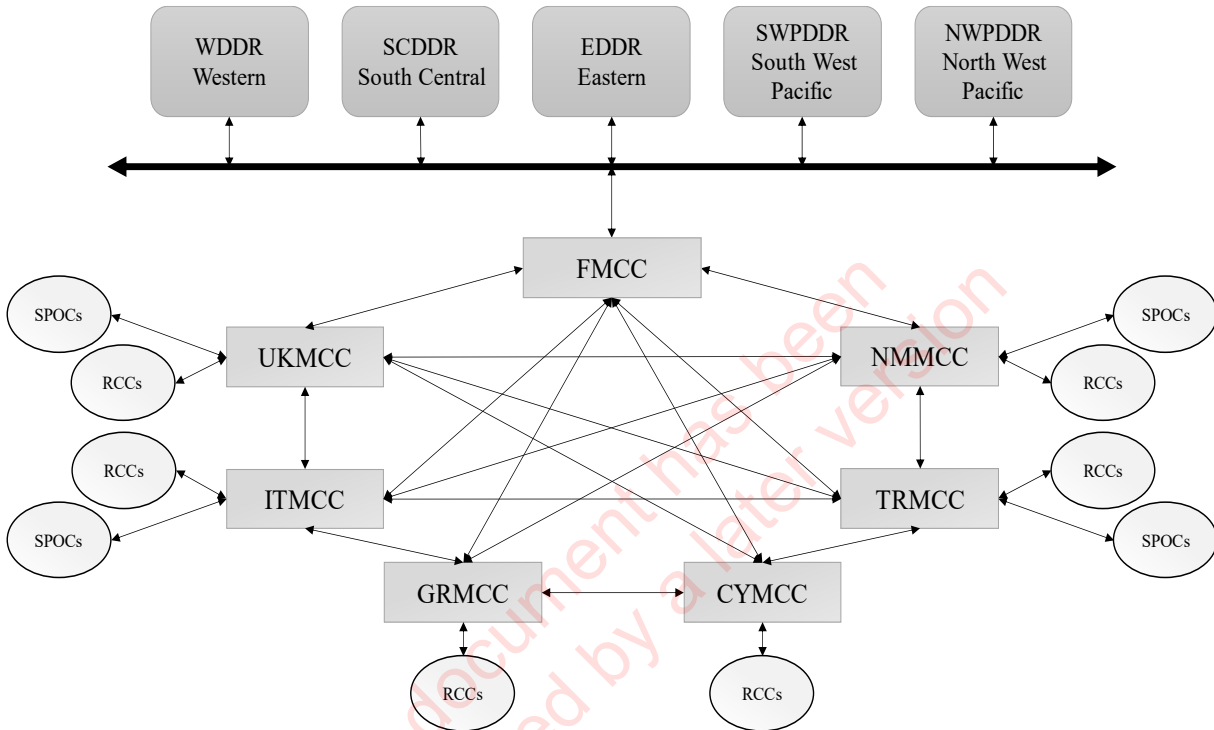 WDDR
Western
SCDDR
South Central
EDDR
Eastern
SWPDDR
South West
Pacific
NWPDDR
North West
Pacific
FMCC
SPOCs
SPOCs
UKMCC
NMMCC
RCCs
RCCs
RCCs
RCCs
ITMCC
TRMCC
SPOCs
SPOCs
GRMCC
CYMCC
RCCs
RCCs
document has been
ed by a later version